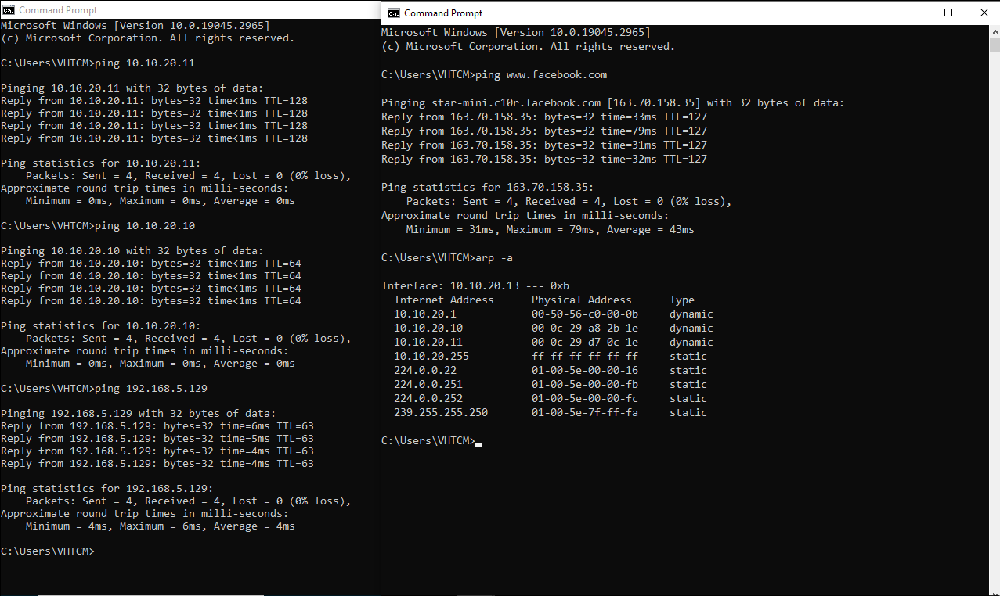 Command Prompt
Microsoft Windows [Version 10.0.19045.2965]
(c) Microsoft Corporation. All rights reserved.
C:\Users\VHTCM>ping 10.10.20.11
Pinging 10.10.20.11 with 32 bytes of data:
Reply from 10.10.20.11: bytes=32 time<1ms TTL=128
Reply from 10.10.20.11: bytes=32 time<1ms TTL=128
Reply from 10.10.20.11: bytes=32 time<1ms TTL=128
Reply from 10.10.20.11: bytes=32 time<1ms TTL=128
Ping statistics for 10.10.20.11:
    Packets: Sent = 4, Received = 4, Lost = 0 (0% loss),
Approximate round trip times in milli-seconds:
    Minimum = 0ms, Maximum = 0ms, Average = 0ms
C:\Users\VHTCM>ping 10.10.20.10
Pinging 10.10.20.10 with 32 bytes of data:
Reply from 10.10.20.10: bytes=32 time<1ms TTL=64
Reply from 10.10.20.10: bytes=32 time<1ms TTL=64
Reply from 10.10.20.10: bytes=32 time<1ms TTL=64
Reply from 10.10.20.10: bytes=32 time<1ms TTL=64
Ping statistics for 10.10.20.10:
    Packets: Sent = 4, Received = 4, Lost = 0 (0% loss),
Approximate round trip times in milli-seconds:
    Minimum = 0ms, Maximum = 0ms, Average = 0ms
C:\Users\VHTCM>ping 192.168.5.129
Pinging 192.168.5.129 with 32 bytes of data:
Reply from 192.168.5.129: bytes=32 time=6ms TTL=63
Reply from 192.168.5.129: bytes=32 time=5ms TTL=63
Reply from 192.168.5.129: bytes=32 time=4ms TTL=63
Reply from 192.168.5.129: bytes=32 time=4ms TTL=63
Ping statistics for 192.168.5.129:
    Packets: Sent = 4, Received = 4, Lost = 0 (0% loss),
Approximate round trip times in milli-seconds:
    Minimum = 4ms, Maximum = 6ms, Average = 4ms
C:\Users\VHTCM>
Command Prompt
Microsoft Windows [Version 10.0.19045.2965]
(c) Microsoft Corporation. All rights reserved.
C:\Users\VHTCM>ping www.facebook.com
Pinging star-mini.c10r.facebook.com [163.70.158.35] with 32 bytes of data:
Reply from 163.70.158.35: bytes=32 time=33ms TTL=127
Reply from 163.70.158.35: bytes=32 time=79ms TTL=127
Reply from 163.70.158.35: bytes=32 time=31ms TTL=127
Reply from 163.70.158.35: bytes=32 time=32ms TTL=127
Ping statistics for 163.70.158.35:
    Packets: Sent = 4, Received = 4, Lost = 0 (0% loss),
Approximate round trip times in milli-seconds:
    Minimum = 31ms, Maximum = 79ms, Average = 43ms
C:\Users\VHTCM>arp -a
Interface: 10.10.20.13 --- 0xb
  Internet Address      Physical Address      Type
  10.10.20.1            00-50-56-c0-00-0b     dynamic
  10.10.20.10           00-0c-29-a8-2b-1e     dynamic
  10.10.20.11           00-0c-29-d7-0c-1e     dynamic
  10.10.20.255          ff-ff-ff-ff-ff-ff     static
  224.0.0.22            01-00-5e-00-00-16     static
  224.0.0.251           01-00-5e-00-00-fb     static
  224.0.0.252           01-00-5e-00-00-fc     static
  239.255.255.250       01-00-5e-7f-ff-fa     static
C:\Users\VHTCM>